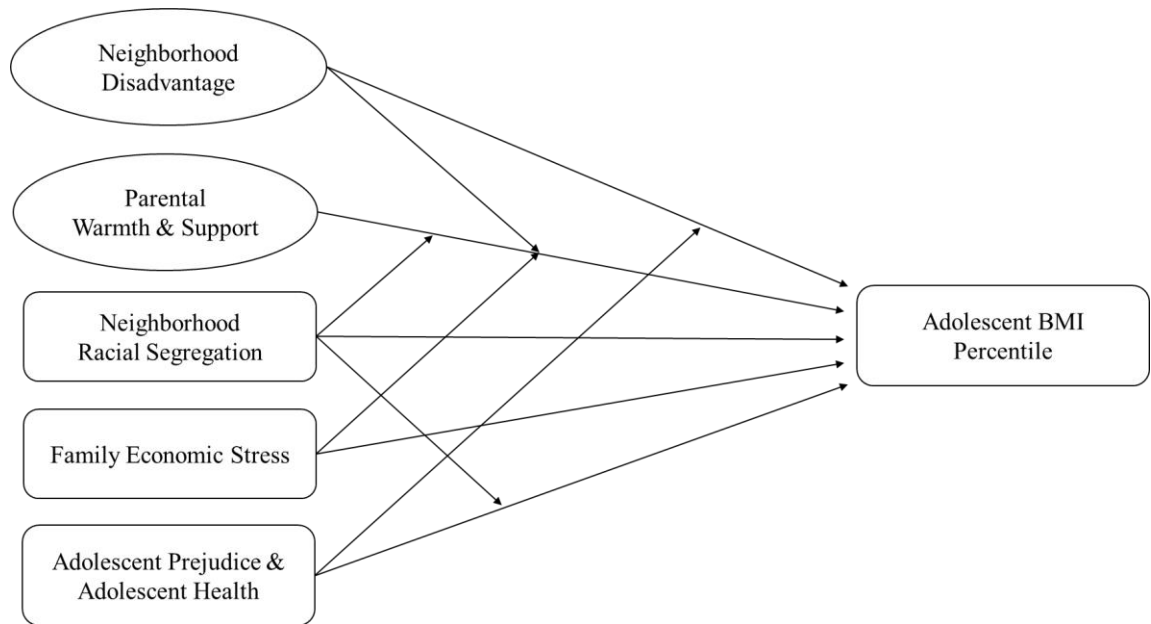 Neighborhood
Disadvantage
Parental
Warmth & Support
Neighborhood
Racial Segregation
Adolescent BMI
Percentile
Family Economic Stress
Adolescent Prejudice &
Adolescent Health